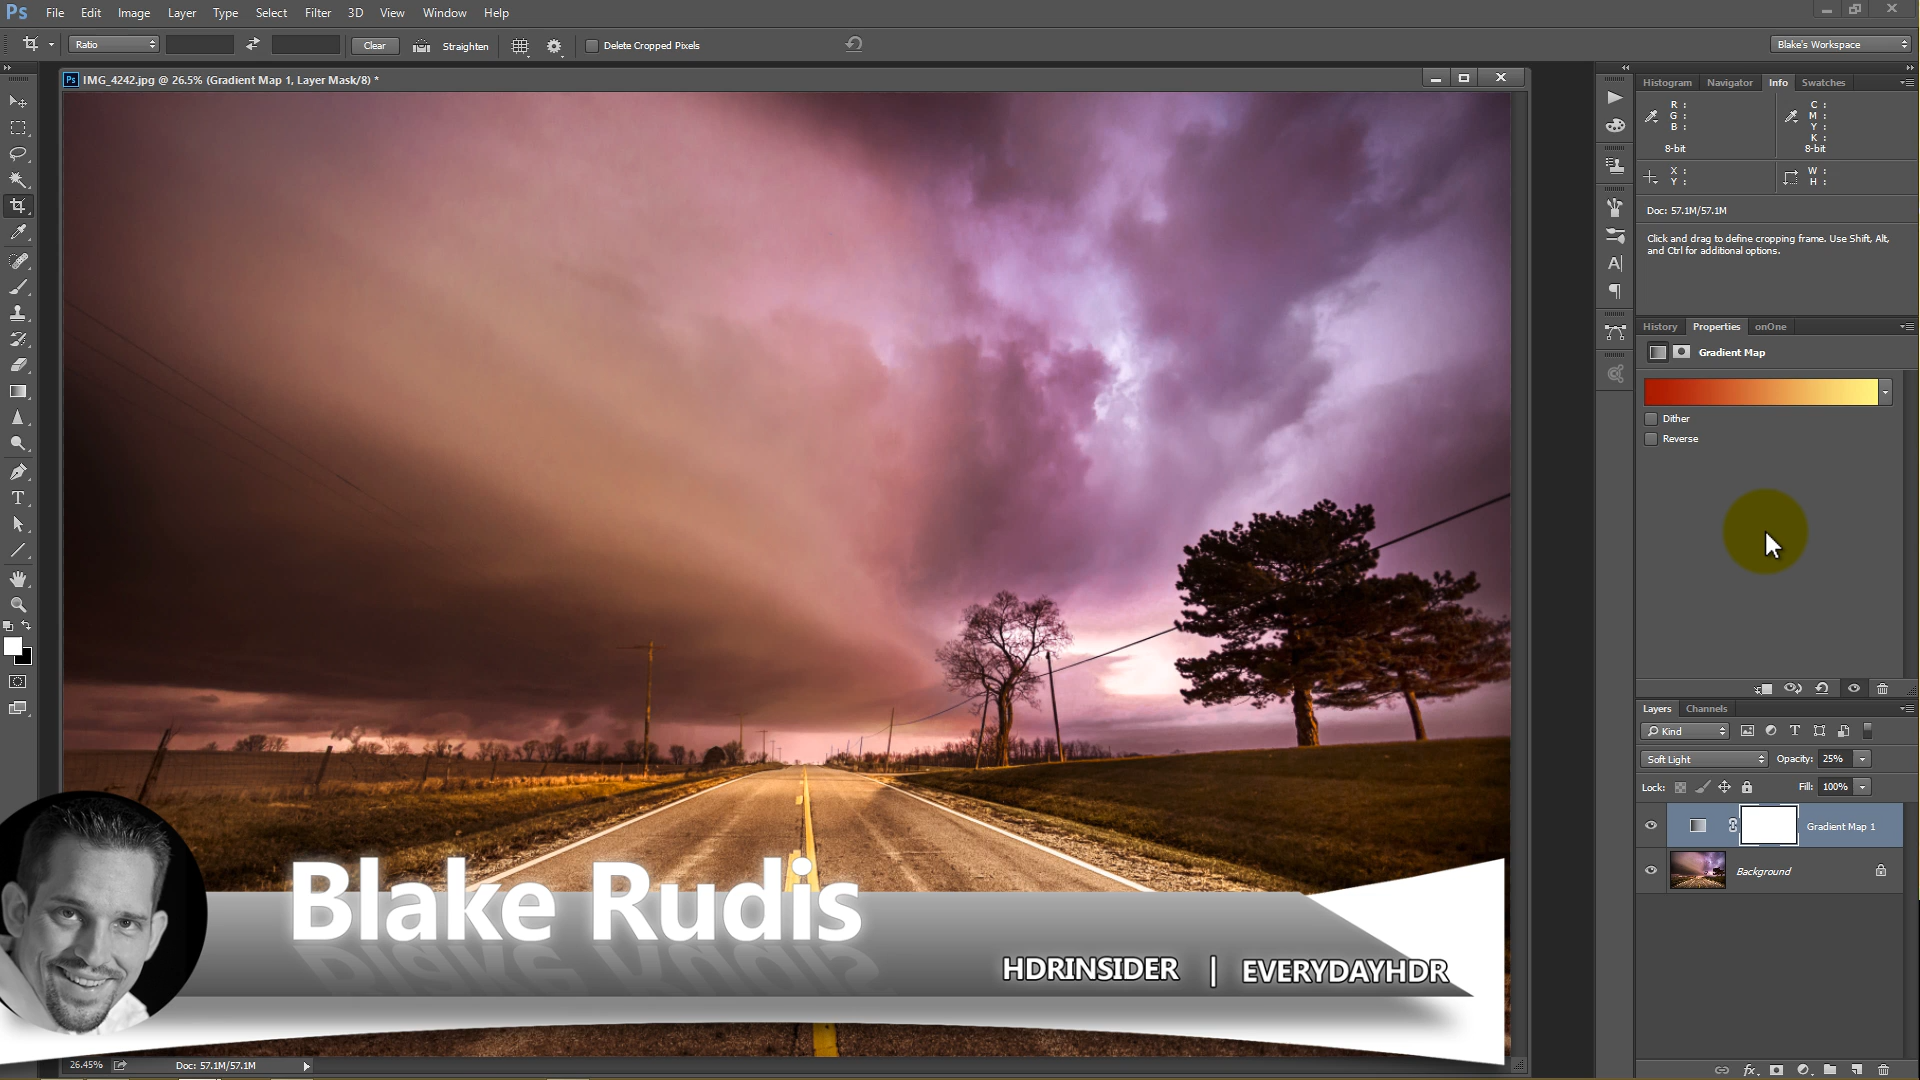 Ps File Edit Image Layer Type Select Filter 3D View Window Help
Ratio Clear Straighten Delete Cropped Pixels Blake's Workspace
Ps IMG_4242.jpg @ 26.5% (Gradient Map 1, Layer Mask/8) *
Histogram Navigator Info Swatches
R : C :
G : M :
B : Y :
K :
8-bit 8-bit
X : W :
Y : H :
Doc: 57.1M/57.1M
Click and drag to define cropping frame. Use Shift, Alt,
and Ctrl for additional options.
History Properties onOne
Gradient Map
Dither
Reverse
Layers Channels
Kind
Soft Light Opacity: 25%
Lock: Fill: 100%
Gradient Map 1
Background
Blake Rudis
HDRINSIDER | EVERYDAYHDR
26.45% Doc: 57.1M/57.1M
fx